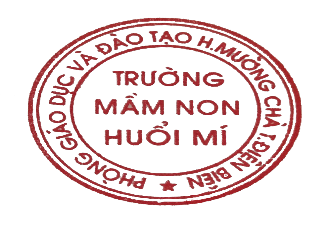 PHÒNG GIÁO DỤC VÀ ĐÀO TẠO H.MƯỜNG CHÀ T.ĐIỆN BIÊN
TRƯỜNG
MẦM NON
HUỔI MÍ